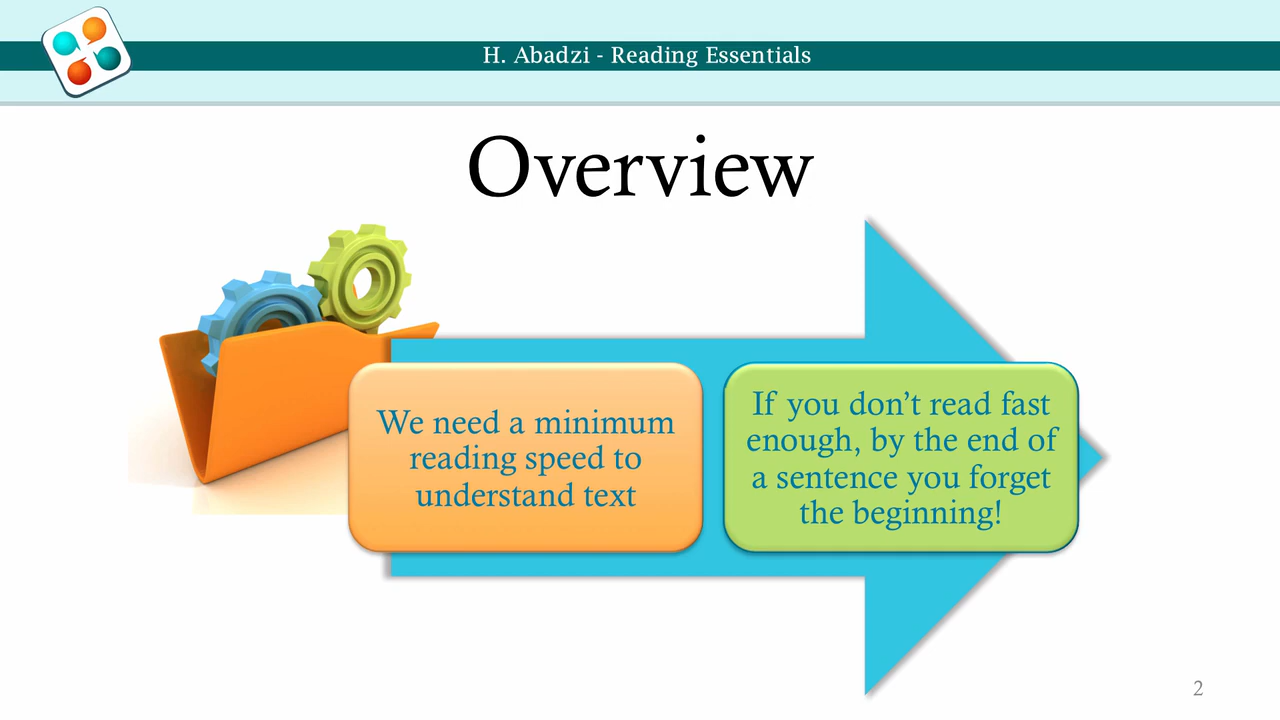 H. Abadzi - Reading Essentials
Overview
We need a minimum
reading speed to
understand text
If you don’t read fast
enough, by the end of
a sentence you forget
the beginning!
2